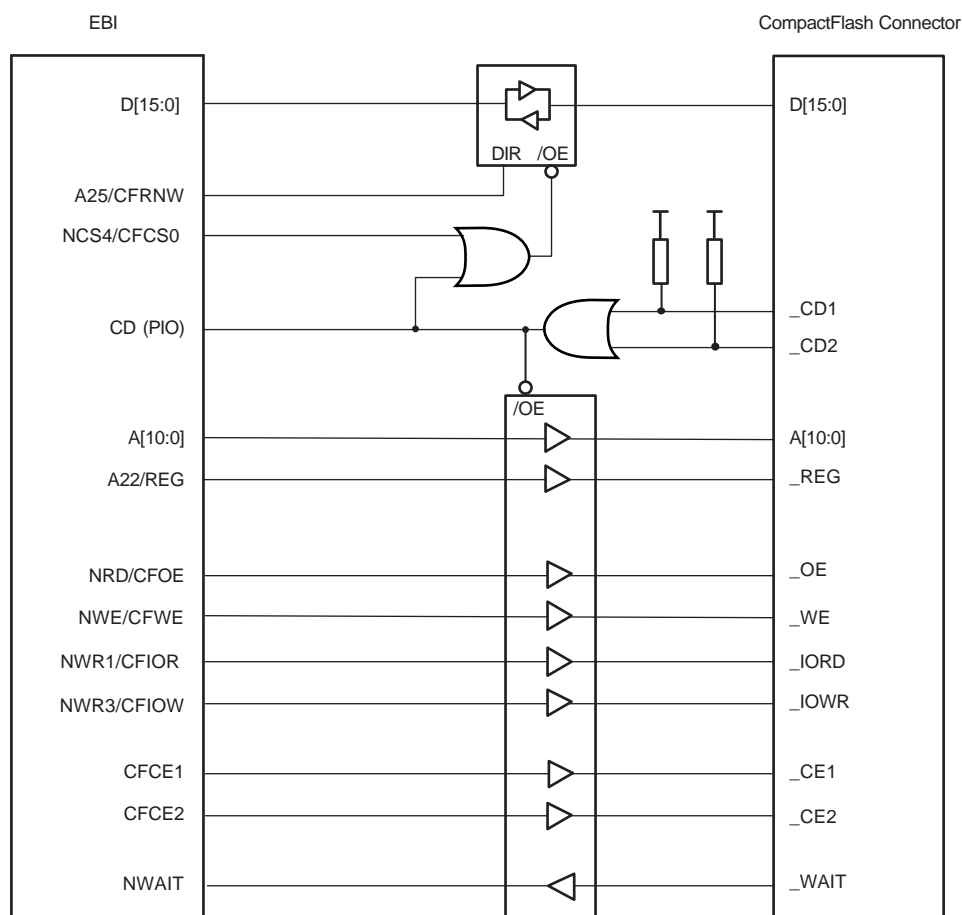 EBI CompactFlash Connector
D[15:0] D[15:0]
DIR /OE
A25/CFRNW
NCS4/CFCS0
_CD1
CD (PIO)
_CD2
/OE
A[10:0] A[10:0]
A22/REG _REG
NRD/CFOE _OE
NWE/CFWE _WE
NWR1/CFIOR _IORD
NWR3/CFIOW _IOWR
CFCE1 _CE1
CFCE2 _CE2
NWAIT _WAIT